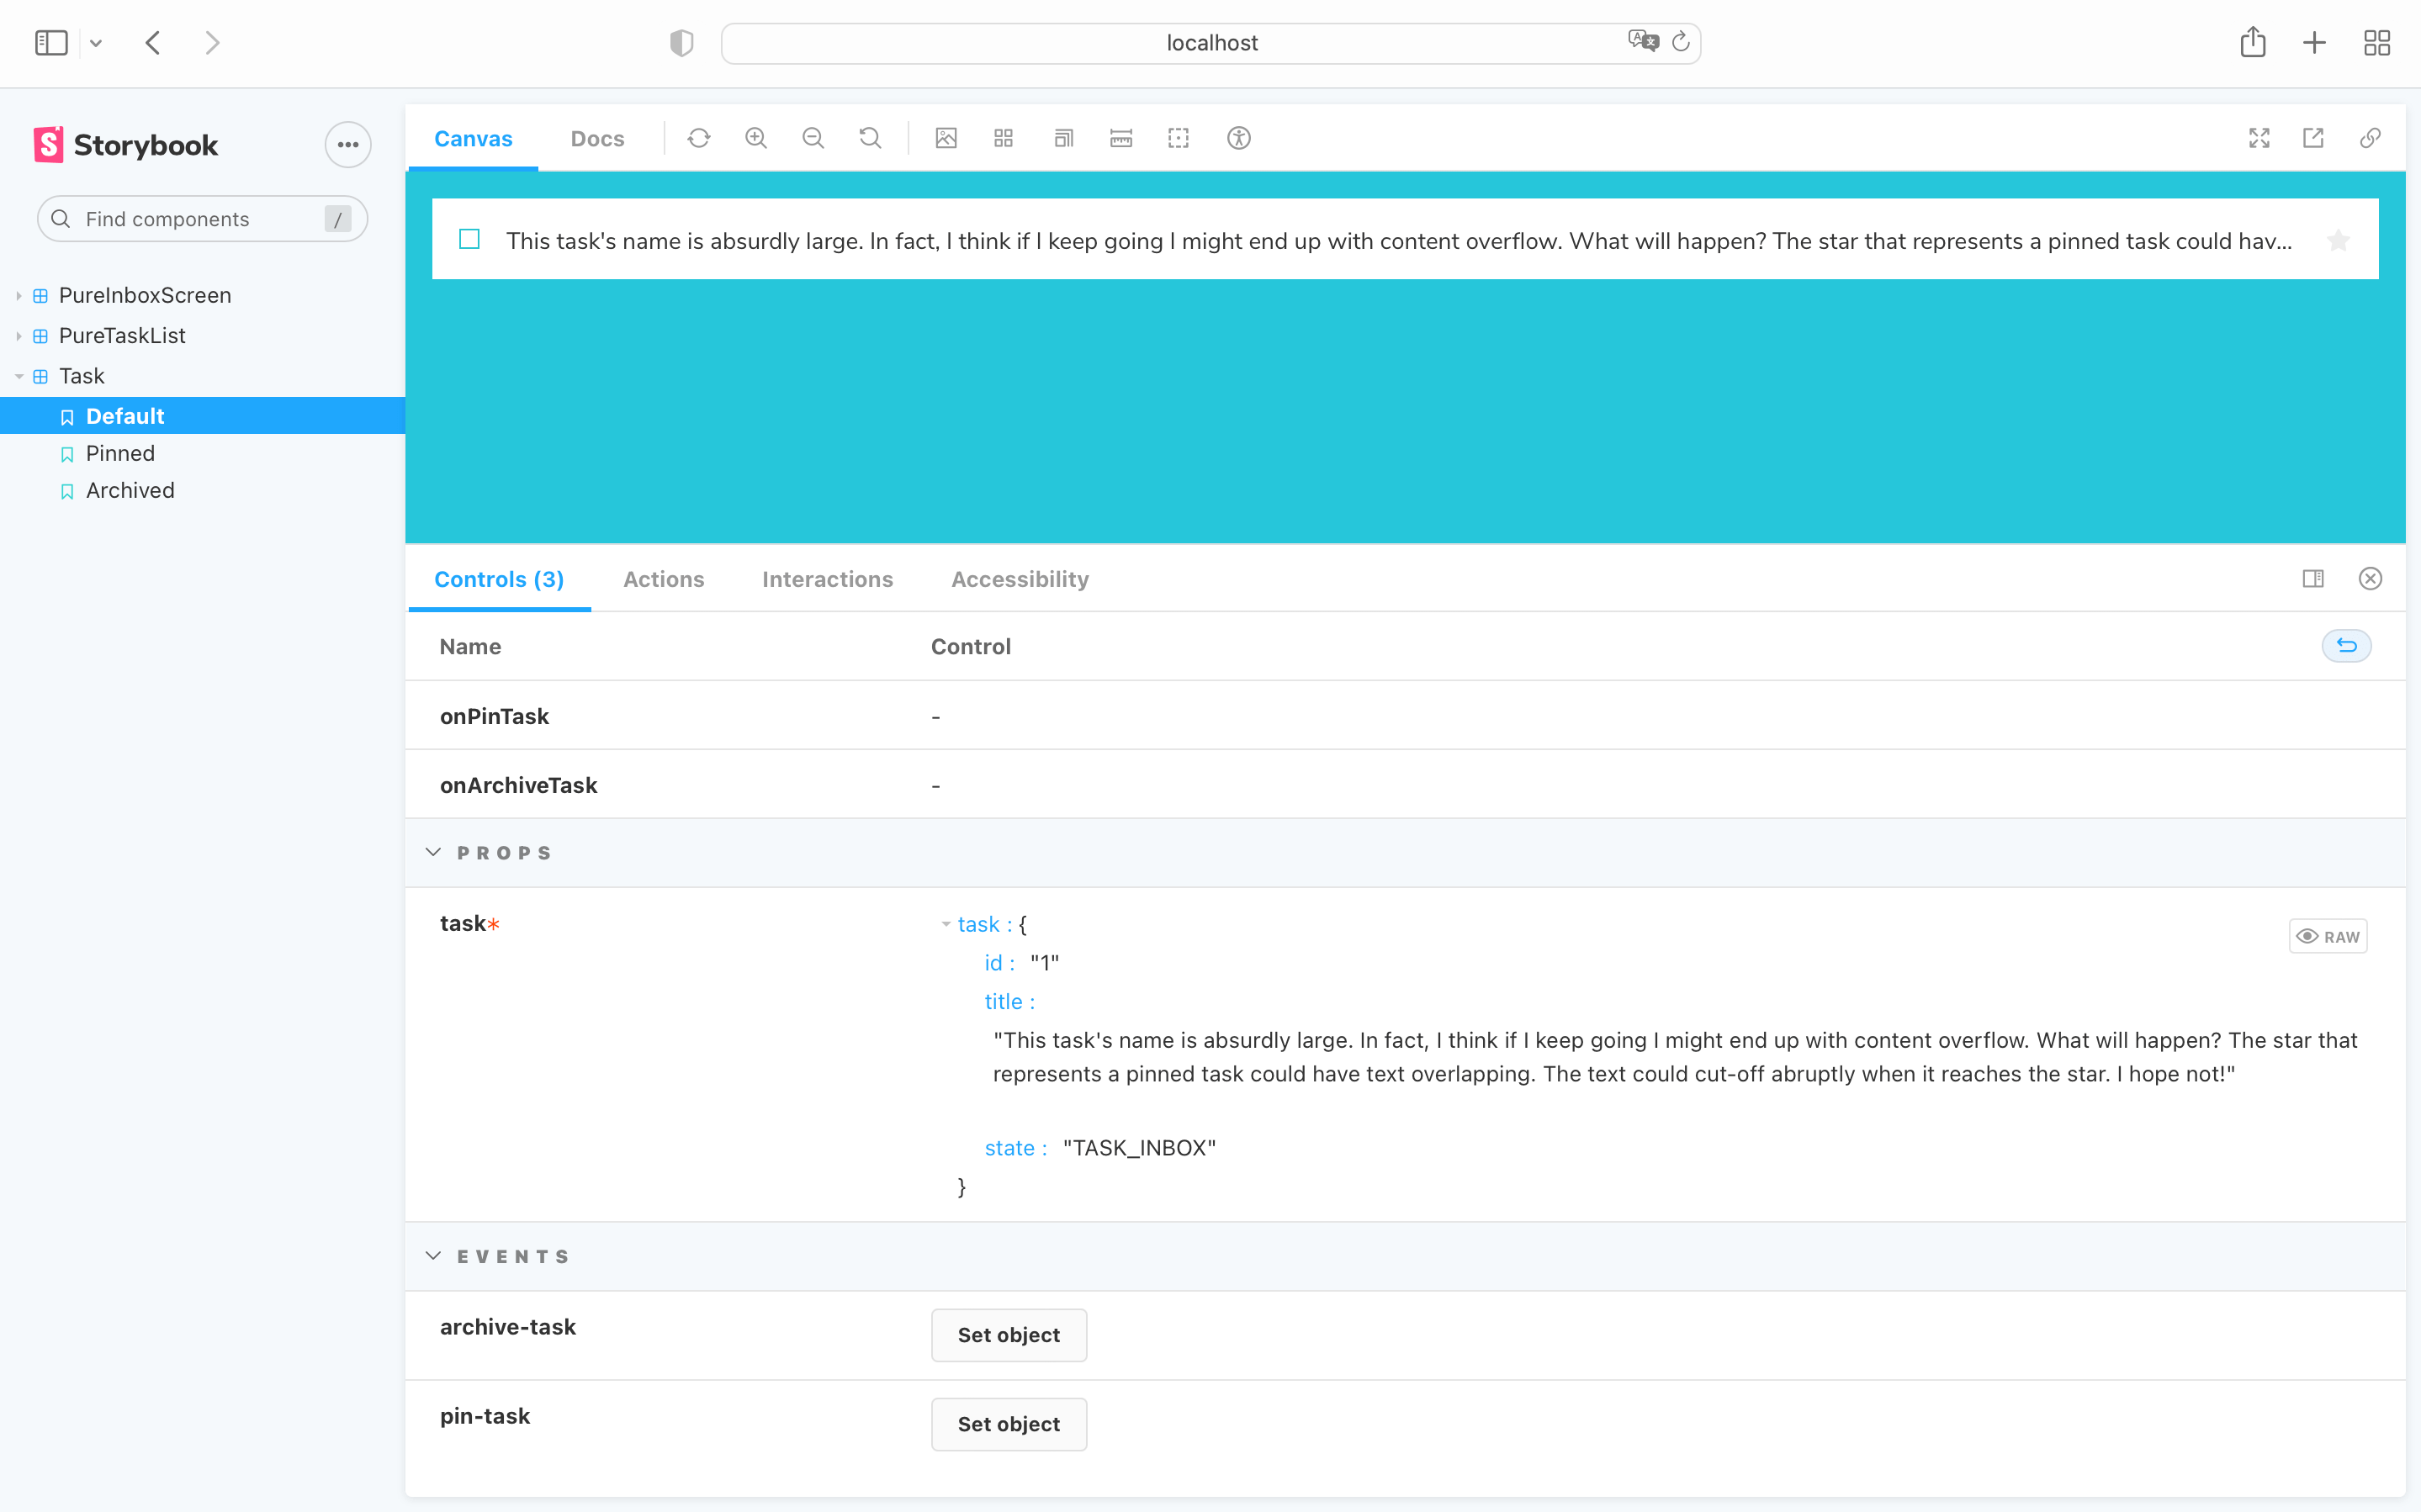 localhost
Storybook
Find components /
PureInboxScreen
PureTaskList
Task
Default
Pinned
Archived
Canvas Docs
This task's name is absurdly large. In fact, I think if I keep going I might end up with content overflow. What will happen? The star that represents a pinned task could hav...
Controls (3) Actions Interactions Accessibility
Name Control
onPinTask -
onArchiveTask -
PROPS
task* task : {
RAW
id : "1"
title :
"This task's name is absurdly large. In fact, I think if I keep going I might end up with content overflow. What will happen? The star that
represents a pinned task could have text overlapping. The text could cut-off abruptly when it reaches the star. I hope not!"
state : "TASK_INBOX"
}
EVENTS
archive-task Set object
pin-task Set object